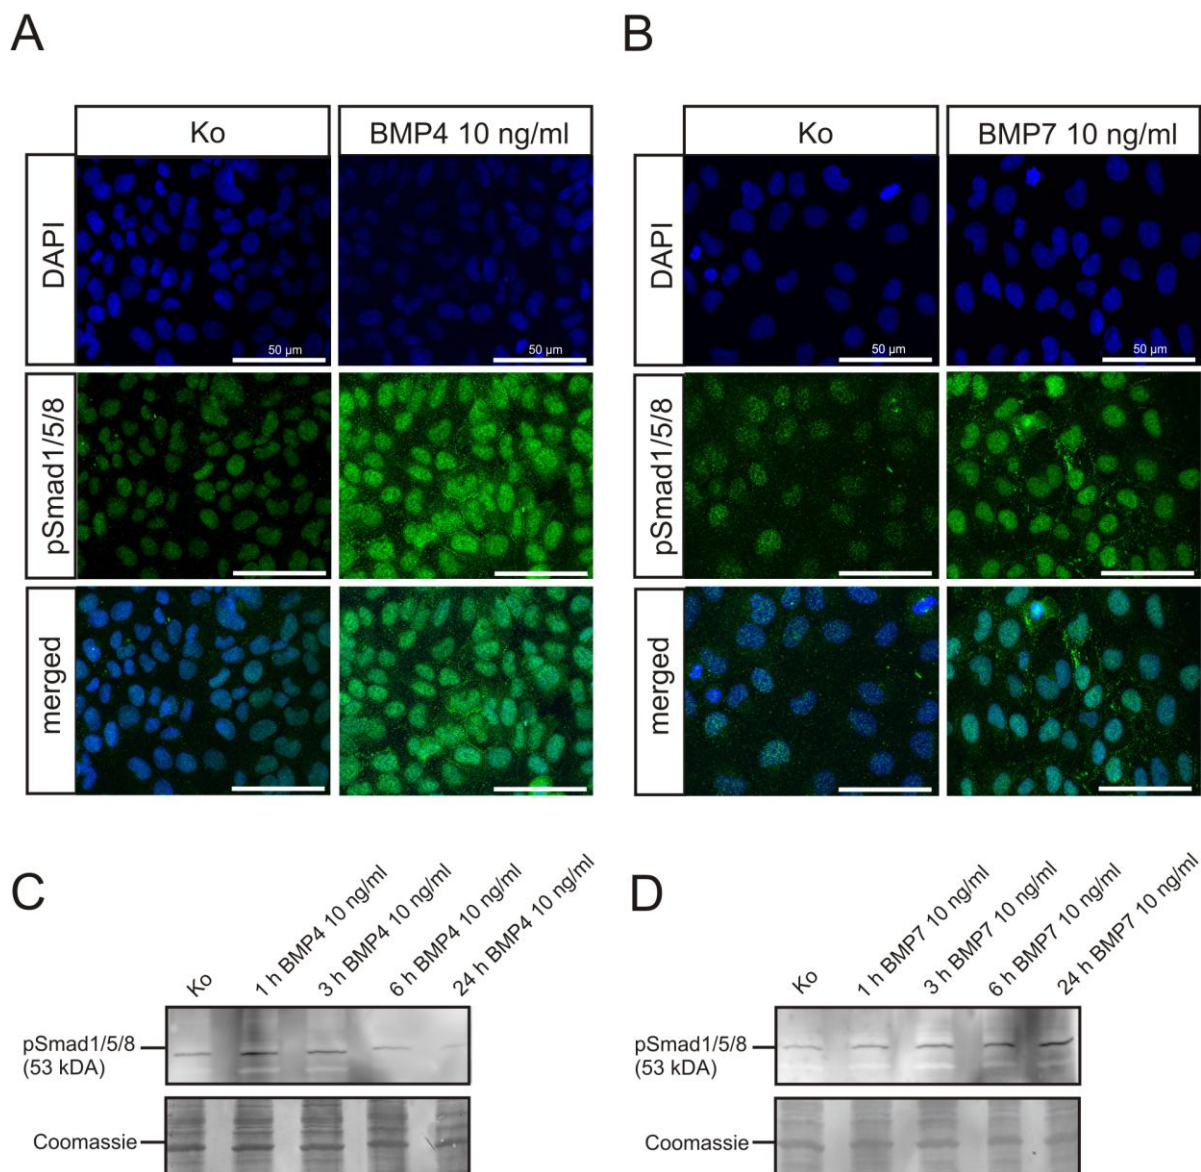 A
B
Ko
BMP4 10 ng/ml
Ko
BMP7 10 ng/ml
DAPI
50 µm
50 µm
DAPI
50 µm
50 µm
pSmad1/5/8
pSmad1/5/8
merged
merged
C
D
Ko
1 h BMP4 10 ng/ml
3 h BMP4 10 ng/ml
6 h BMP4 10 ng/ml
24 h BMP4 10 ng/ml
Ko
1 h BMP7 10 ng/ml
3 h BMP7 10 ng/ml
6 h BMP7 10 ng/ml
24 h BMP7 10 ng/ml
pSmad1/5/8
(53 kDA)
pSmad1/5/8
(53 kDA)
Coomassie
Coomassie